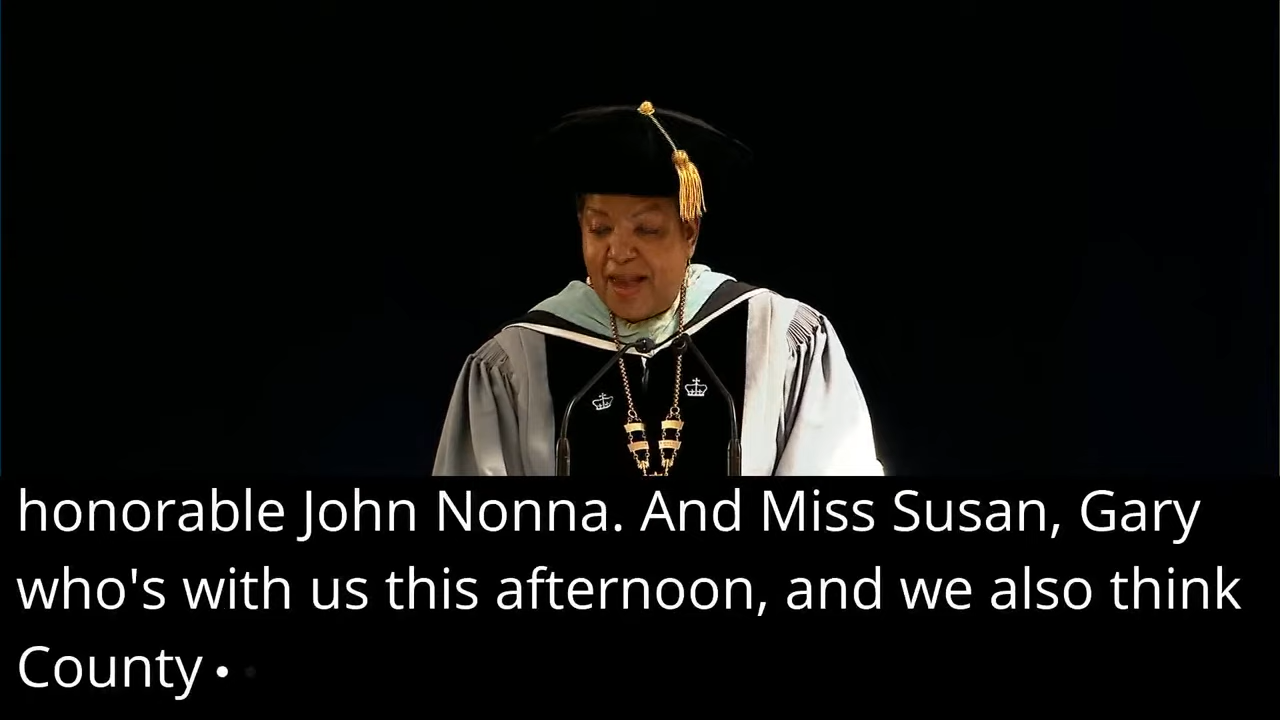 honorable John Nonna. And Miss Susan, Gary
who's with us this afternoon, and we also think
County •